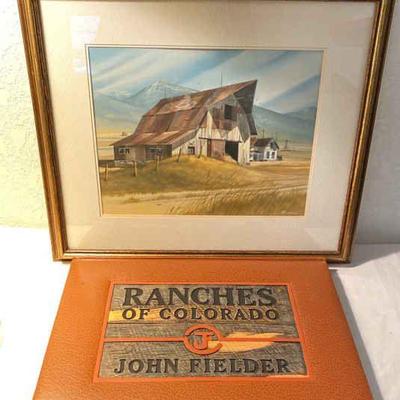 RANCHES
OF COLORADO
JOHN FIELDER